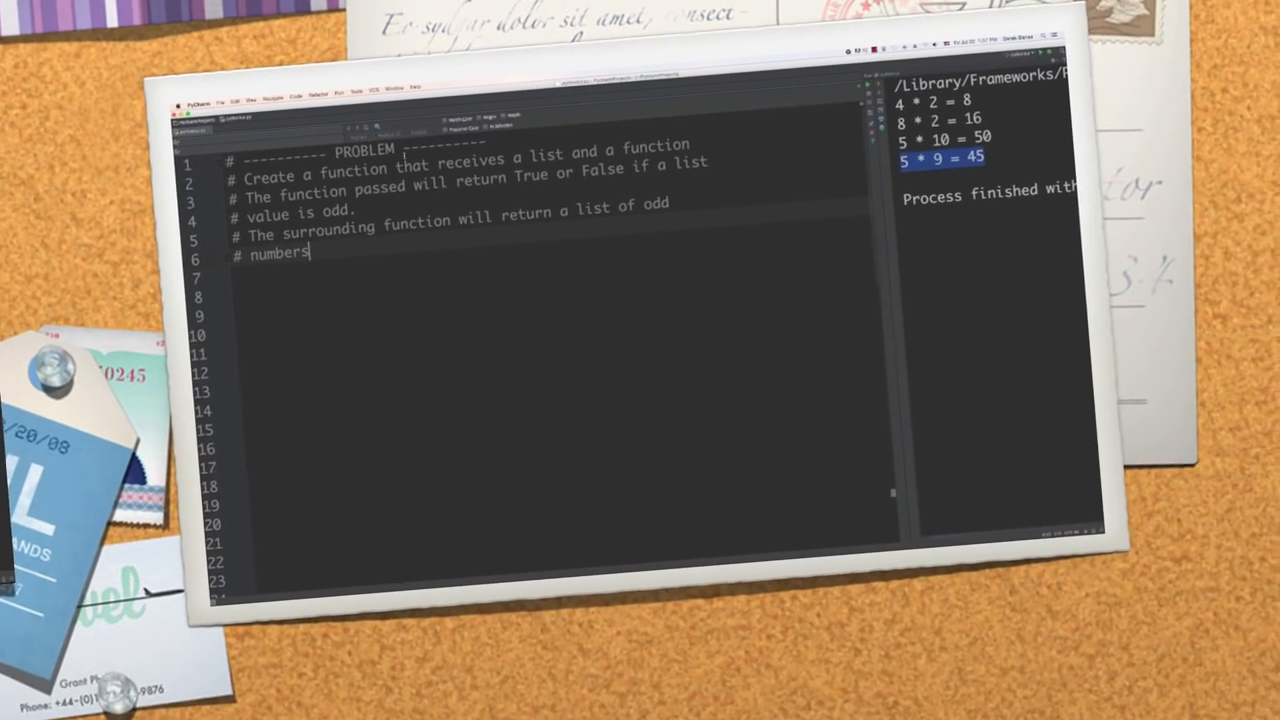 Ex sydpar dolor sit amet, consect-
PyCharm File Edit View Navigate Code Refactor Run Tools VCS Window Help
/Library/Frameworks/P
4 * 2 = 8
8 * 2 = 16
5 * 10 = 50
5 * 9 = 45
Process finished with
1 # ---------- PROBLEM ----------
2 # Create a function that receives a list and a function
3 # The function passed will return True or False if a list
4 # value is odd.
5 # The surrounding function will return a list of odd
6 # numbers
7
8
9
10
11
12
13
14
15
16
17
18
19
20
21
22
23
tor
0245
/20/08
L
ANDS
vel
Grant Ph
Phone: +44-(0)1 -9876